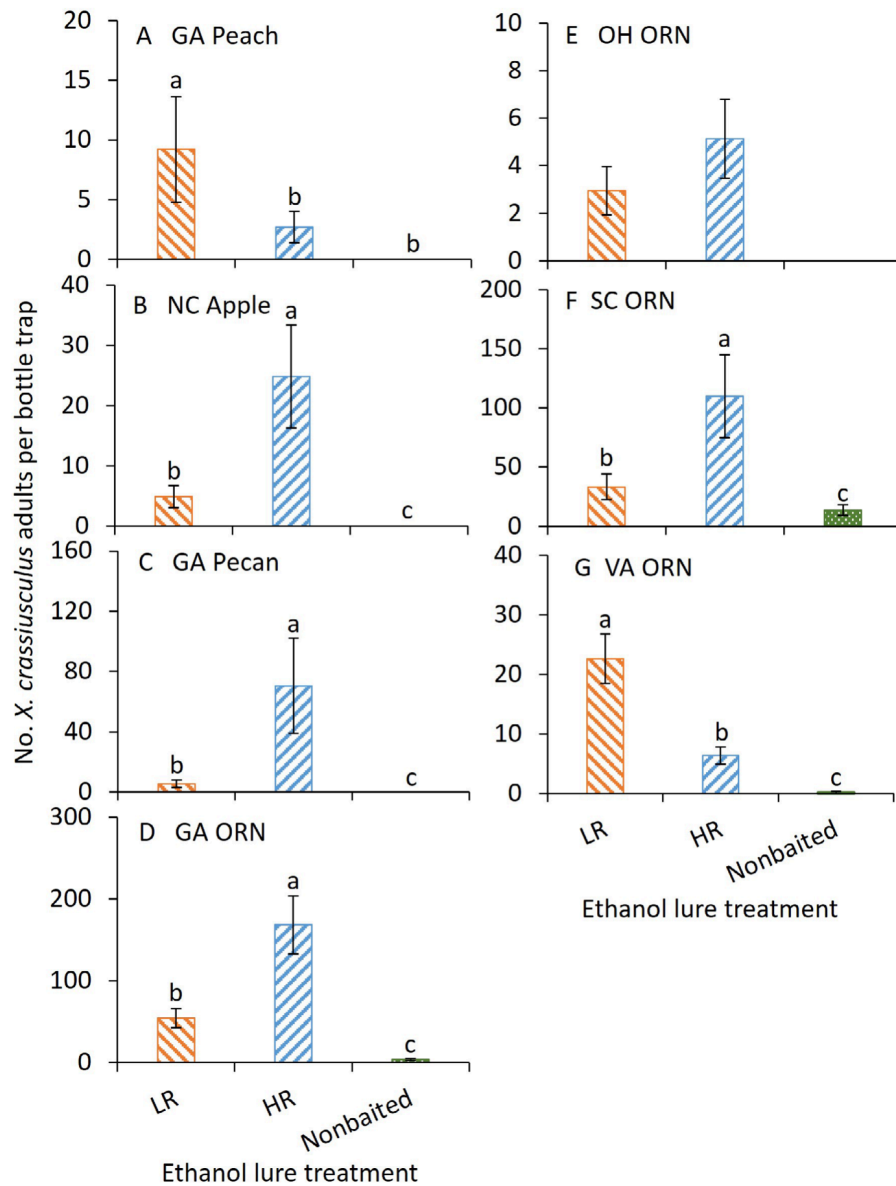 No. X. crassiusculus adults per bottle trap
A GA Peach
20
15
10
5
0
a
b
b
B NC Apple
40
30
20
10
0
b
a
c
C GA Pecan
160
120
80
40
0
b
a
c
D GA ORN
300
200
100
0
b
a
c
LR
HR
Nonbaited
Ethanol lure treatment
E OH ORN
10
8
6
4
2
0
F SC ORN
200
150
100
50
0
b
a
c
G VA ORN
40
30
20
10
0
a
b
c
LR
HR
Nonbaited
Ethanol lure treatment